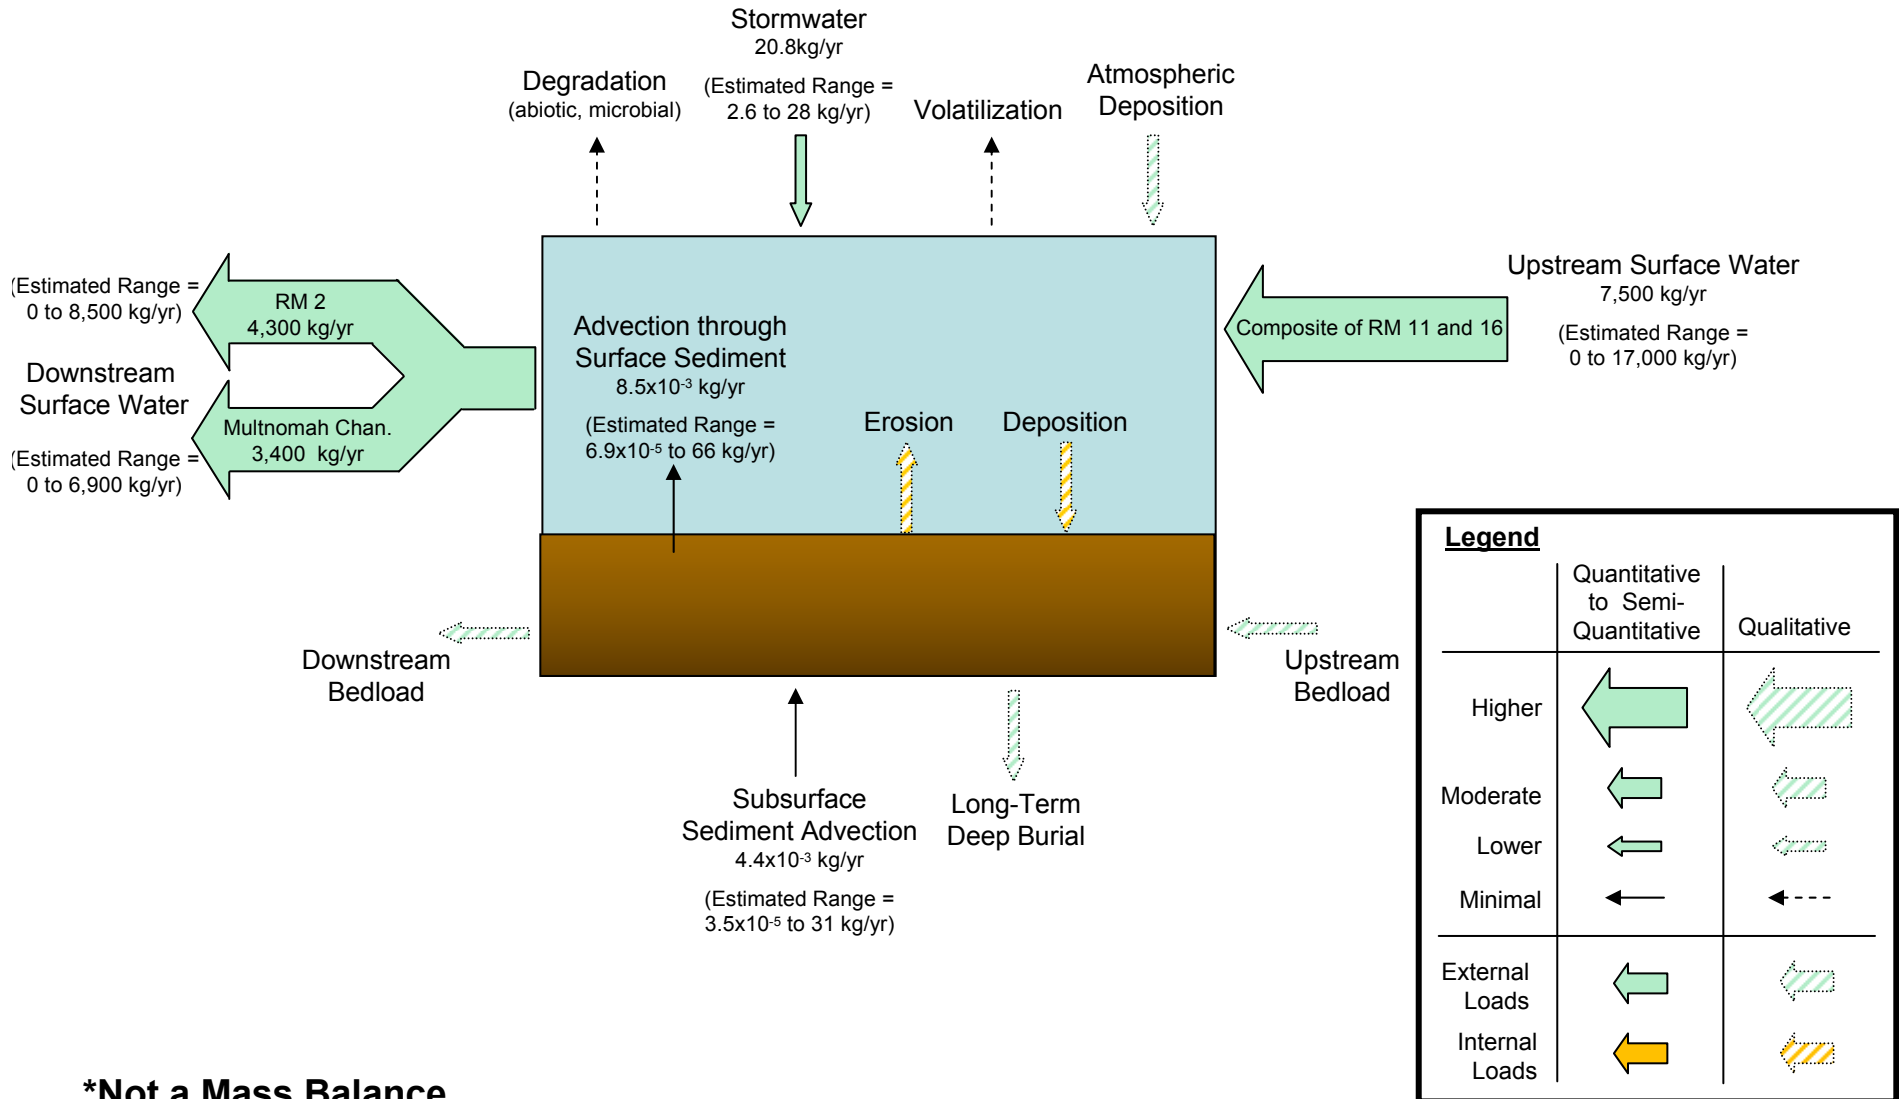 Stormwater
20.8kg/yr
(Estimated Range =
2.6 to 28 kg/yr)
Degradation
(abiotic, microbial)
Volatilization
Atmospheric
Deposition
(Estimated Range =
0 to 8,500 kg/yr)
RM 2
4,300 kg/yr
Downstream
Surface Water
Multnomah Chan.
3,400 kg/yr
(Estimated Range =
0 to 6,900 kg/yr)
Advection through
Surface Sediment
8.5x10-3 kg/yr
(Estimated Range =
6.9x10-5 to 66 kg/yr)
Erosion
Deposition
Composite of RM 11 and 16
Upstream Surface Water
7,500 kg/yr
(Estimated Range =
0 to 17,000 kg/yr)
Downstream
Bedload
Upstream
Bedload
Subsurface
Sediment Advection
4.4x10-3 kg/yr
(Estimated Range =
3.5x10-5 to 31 kg/yr)
Long-Term
Deep Burial
Legend
Quantitative
to Semi-
Quantitative
Qualitative
Higher
Moderate
Lower
Minimal
External
Loads
Internal
Loads
*Not a Mass Balance